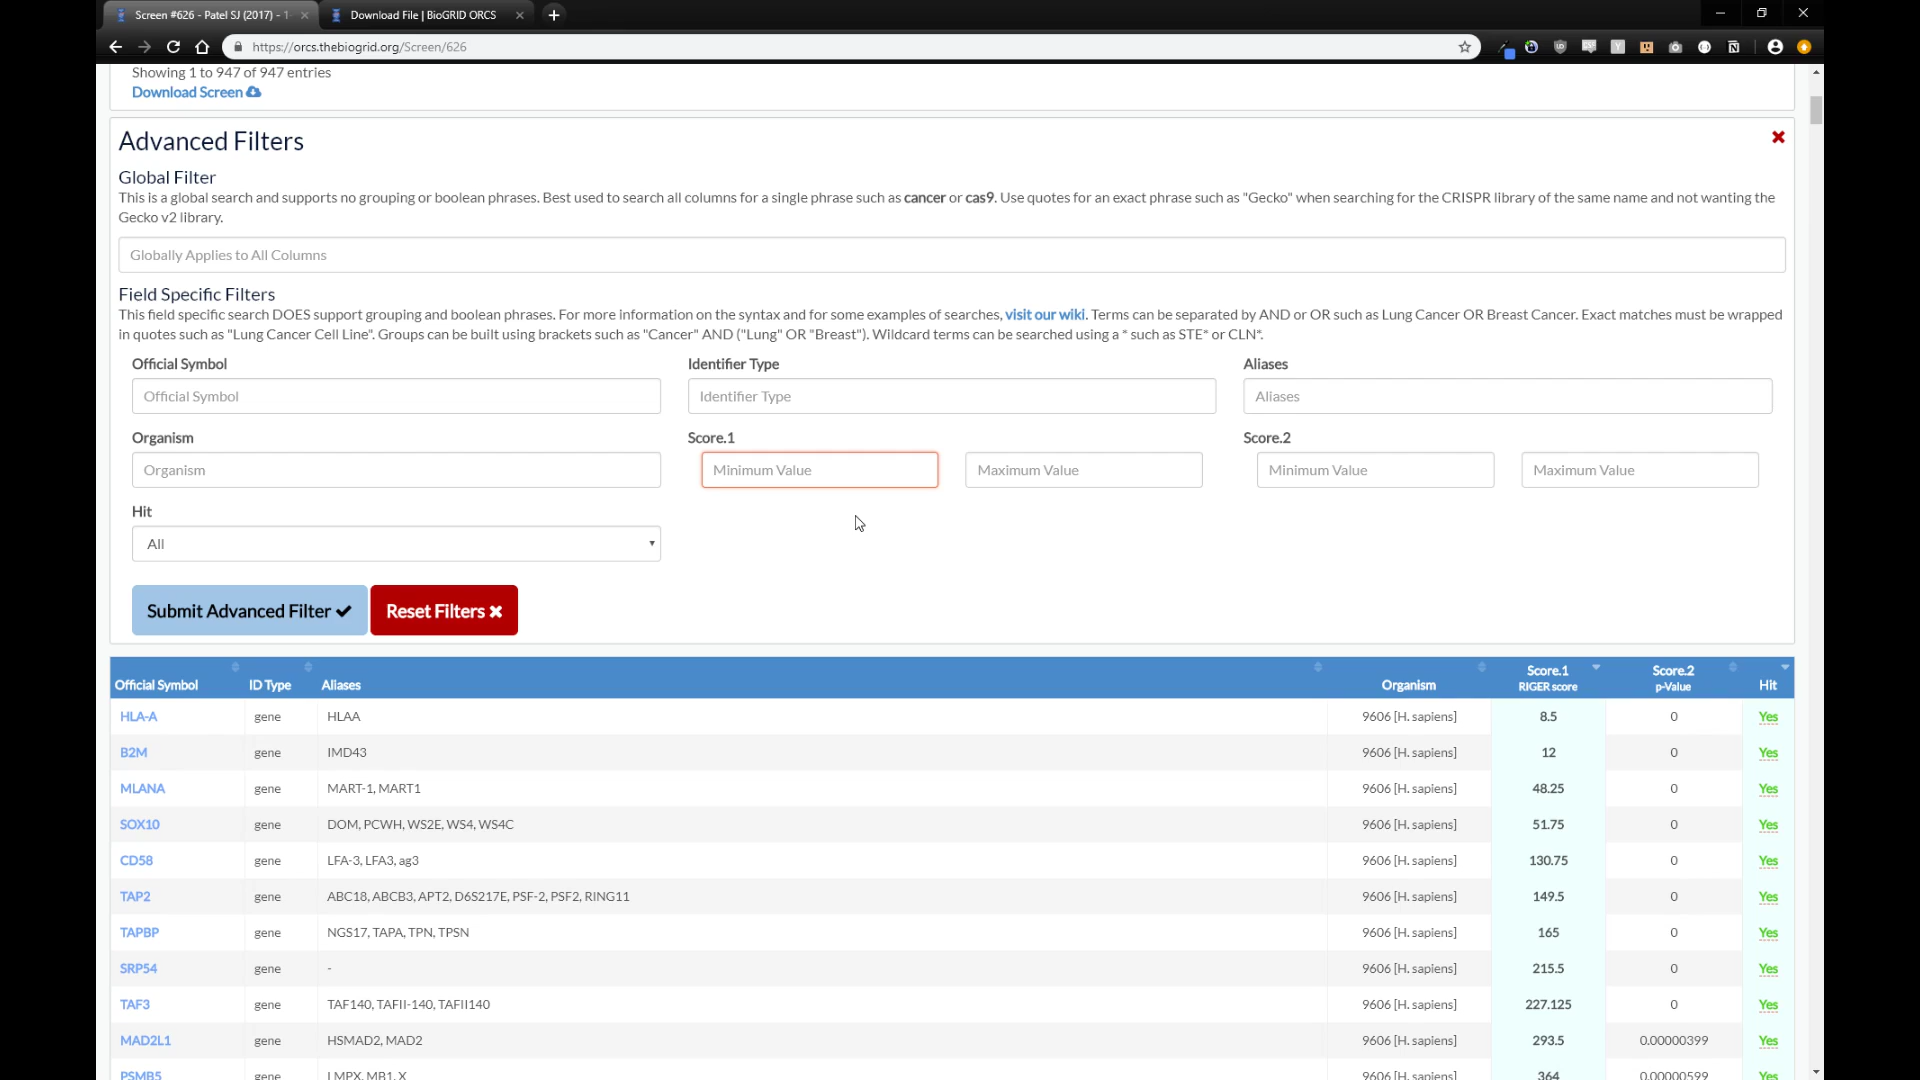 Screen #626 - Patel SJ (2017) - 1-
Download File | BioGRID ORCS
https://orcs.thebiogrid.org/Screen/626
Showing 1 to 947 of 947 entries
Download Screen
Advanced Filters
Global Filter
This is a global search and supports no grouping or boolean phrases. Best used to search all columns for a single phrase such as cancer or cas9. Use quotes for an exact phrase such as "Gecko" when searching for the CRISPR library of the same name and not wanting the
Gecko v2 library.
Globally Applies to All Columns
Field Specific Filters
This field specific search DOES support grouping and boolean phrases. For more information on the syntax and for some examples of searches, visit our wiki. Terms can be separated by AND or OR such as Lung Cancer OR Breast Cancer. Exact matches must be wrapped
in quotes such as "Lung Cancer Cell Line". Groups can be built using brackets such as "Cancer" AND ("Lung" OR "Breast"). Wildcard terms can be searched using a * such as STE* or CLN*.
Official Symbol Identifier Type Aliases
Official Symbol Identifier Type Aliases
Organism Score.1 Score.2
Organism Minimum Value Maximum Value Minimum Value Maximum Value
Hit
All
Submit Advanced Filter Reset Filters
Official Symbol ID Type Aliases Organism Score.1 RIGER score Score.2 p-Value Hit
HLA-A gene HLAA 9606 [H. sapiens] 8.5 0 Yes
B2M gene IMD43 9606 [H. sapiens] 12 0 Yes
MLANA gene MART-1, MART1 9606 [H. sapiens] 48.25 0 Yes
SOX10 gene DOM, PCWH, WS2E, WS4, WS4C 9606 [H. sapiens] 51.75 0 Yes
CD58 gene LFA-3, LFA3, ag3 9606 [H. sapiens] 130.75 0 Yes
TAP2 gene ABC18, ABCB3, APT2, D6S217E, PSF-2, PSF2, RING11 9606 [H. sapiens] 149.5 0 Yes
TAPBP gene NGS17, TAPA, TPN, TPSN 9606 [H. sapiens] 165 0 Yes
SRP54 gene - 9606 [H. sapiens] 215.5 0 Yes
TAF3 gene TAF140, TAFII-140, TAFII140 9606 [H. sapiens] 227.125 0 Yes
MAD2L1 gene HSMAD2, MAD2 9606 [H. sapiens] 293.5 0.00000399 Yes
PSMB5 gene LMPX, MB1, X 9606 [H. sapiens] 364 0.00000599 Yes